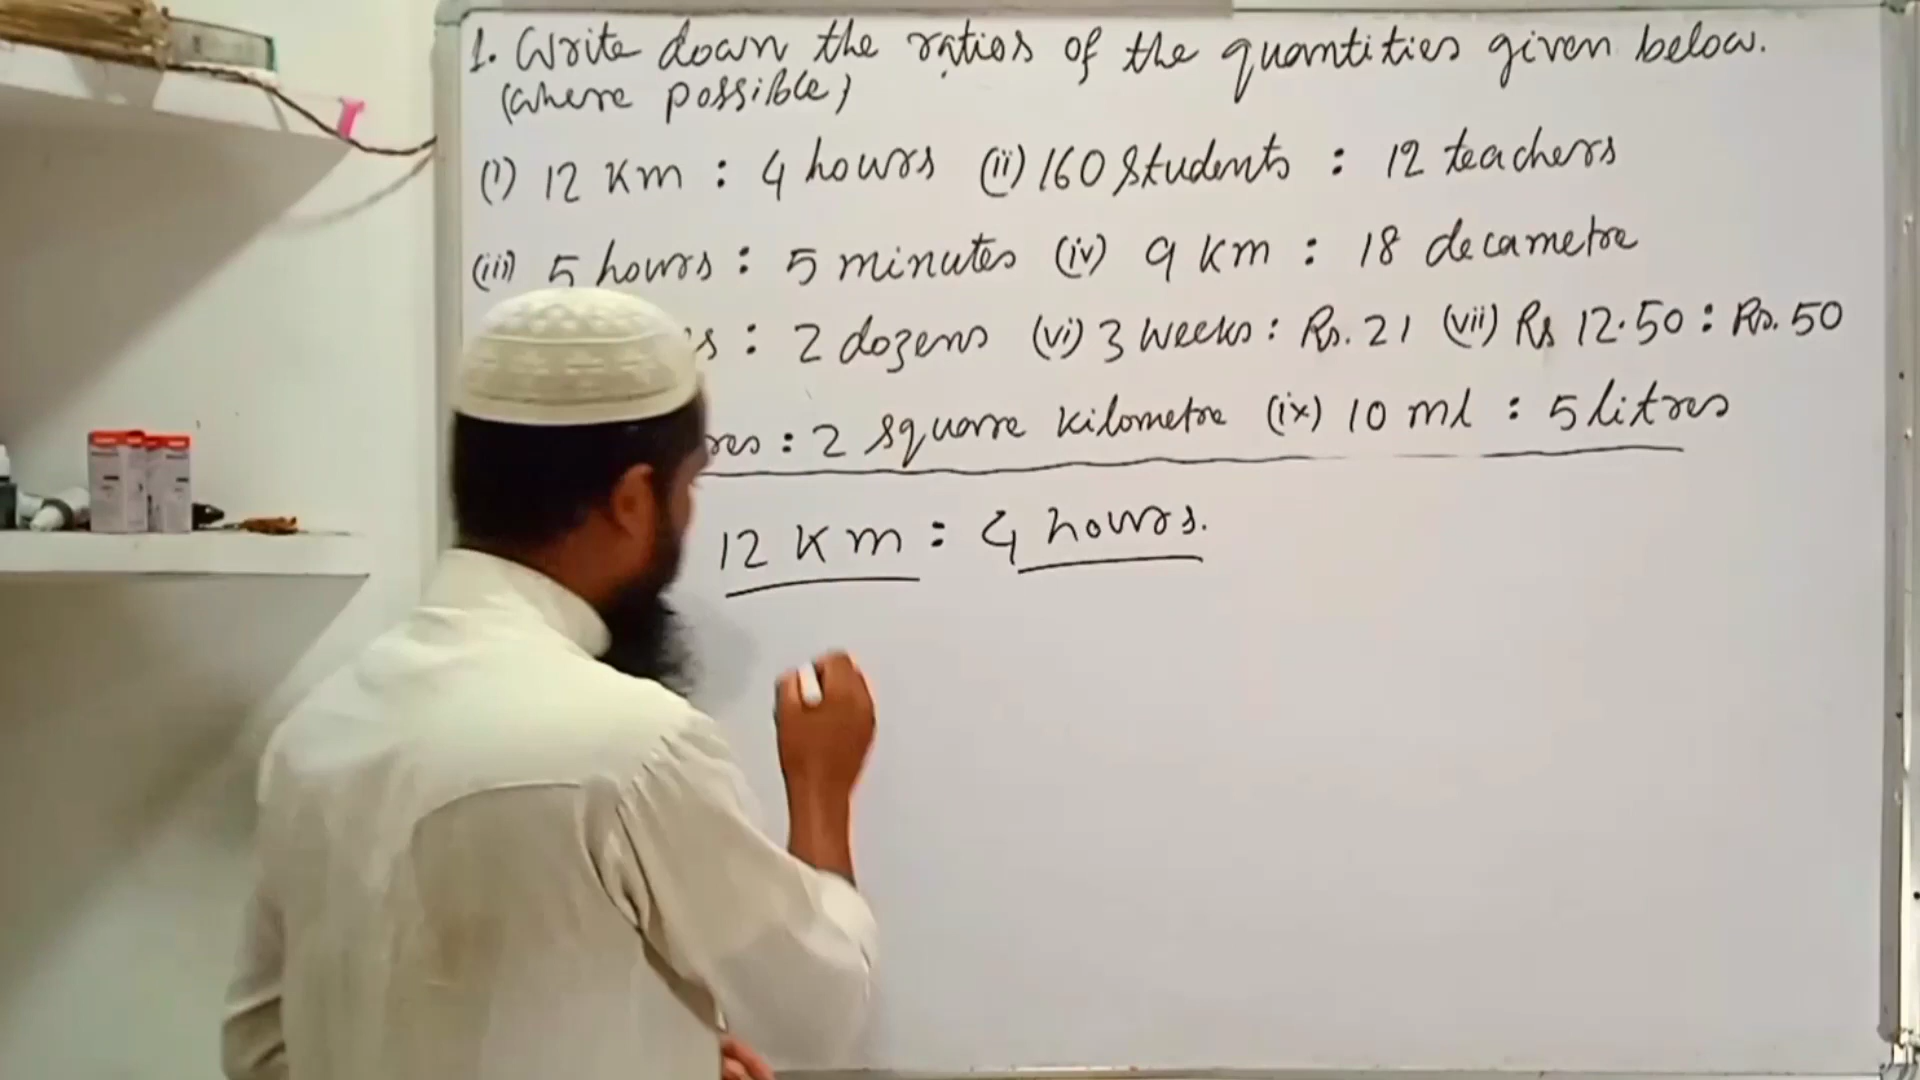 1. Write down the ratios of the quantities given below.
(where possible)
(i) 12 Km : 4 hours (ii) 160 Students : 12 teachers
(iii) 5 hours : 5 minutes (iv) 9 Km : 18 decametre
: 2 dozens (vi) 3 weeks : Rs. 21 (vii) Rs 12.50 : Rs. 50
: 2 square kilometre (ix) 10 ml : 5 litres
12 Km : 4 hours.